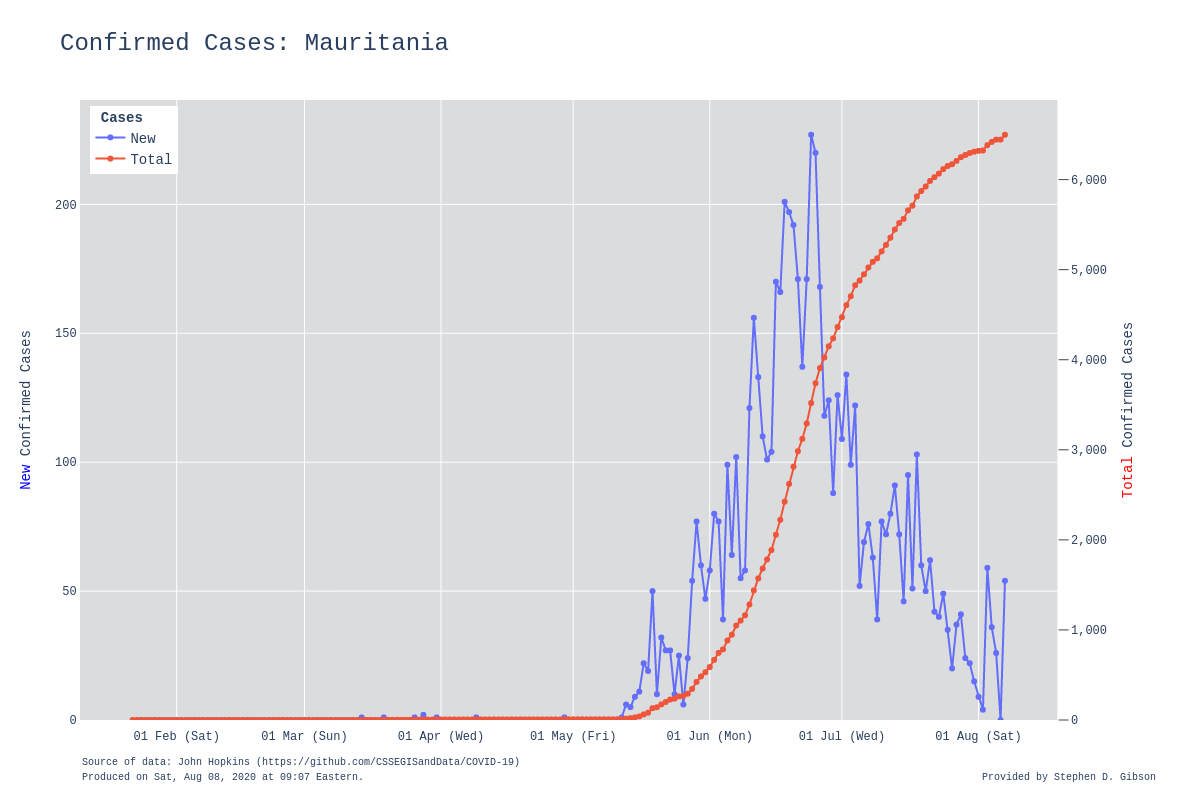 Confirmed Cases: Mauritania
Cases
New
Total
200
150
100
50
0
6,000
5,000
4,000
3,000
2,000
1,000
0
New Confirmed Cases
Total Confirmed Cases
01 Feb (Sat)
01 Mar (Sun)
01 Apr (Wed)
01 May (Fri)
01 Jun (Mon)
01 Jul (Wed)
01 Aug (Sat)
Source of data: John Hopkins (https://github.com/CSSEGISandData/COVID-19)
Produced on Sat, Aug 08, 2020 at 09:07 Eastern.
Provided by Stephen D. Gibson